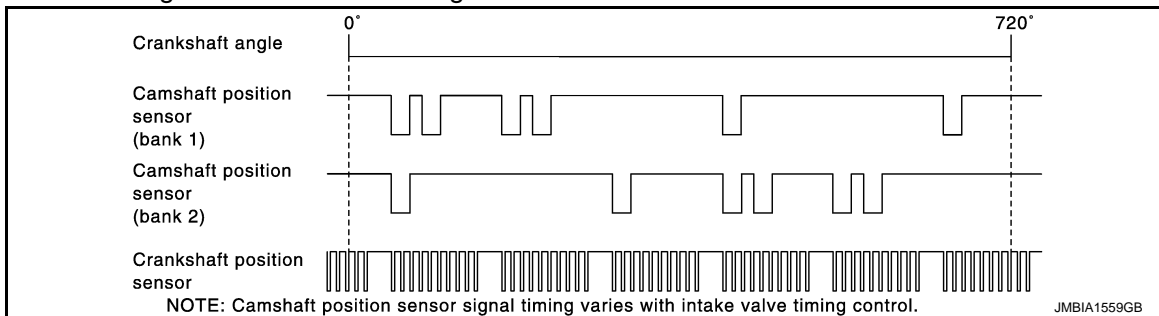 0˚ 720˚
Crankshaft angle
Camshaft position
sensor
(bank 1)
Camshaft position
sensor
(bank 2)
Crankshaft position
sensor
NOTE: Camshaft position sensor signal timing varies with intake valve timing control.
JMBIA1559GB